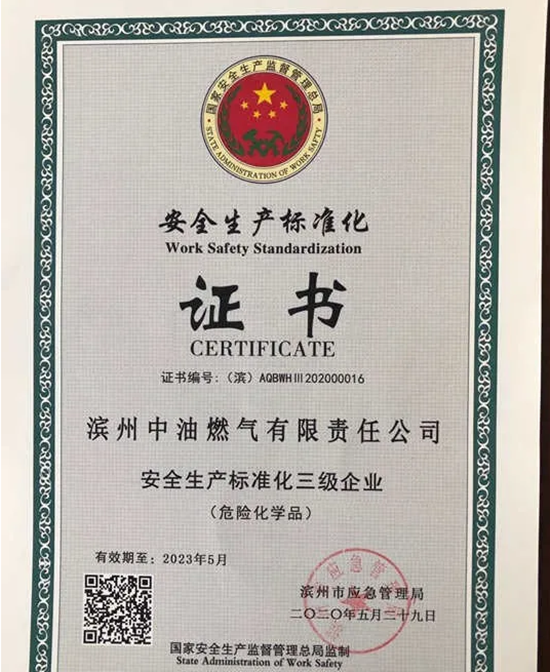 国家安全生产监督管理总局
STATE ADMINISTRATION OF WORK SAFTY
安全生产标准化
Work Safety Standardization
证书
CERTIFICATE
证书编号:（滨）AQBWHⅢ202000016
滨州中油燃气有限责任公司
安全生产标准化三级企业
（危险化学品）
有效期至: 2023年5月
滨州市应急管理局
二〇二〇年五月二十九日
国家安全生产监督管理总局监制
State Administration of Work Safety